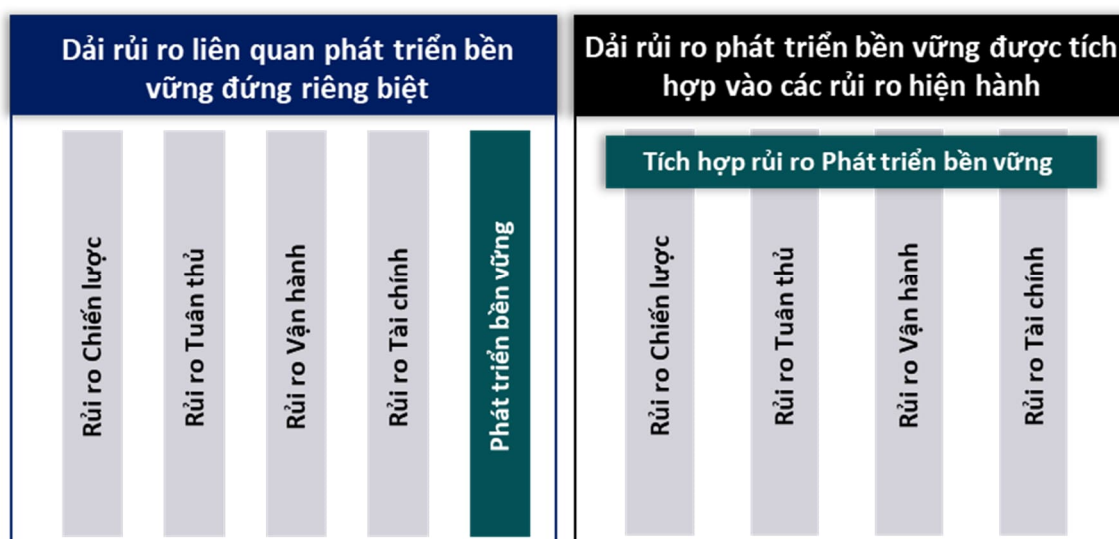 Dải rủi ro liên quan phát triển bền
vững đứng riêng biệt
Rủi ro Chiến lược
Rủi ro Tuân thủ
Rủi ro Vận hành
Rủi ro Tài chính
Phát triển bền vững
Dải rủi ro phát triển bền vững được tích
hợp vào các rủi ro hiện hành
Tích hợp rủi ro Phát triển bền vững
Rủi ro Chiến lược
Rủi ro Tuân thủ
Rủi ro Vận hành
Rủi ro Tài chính